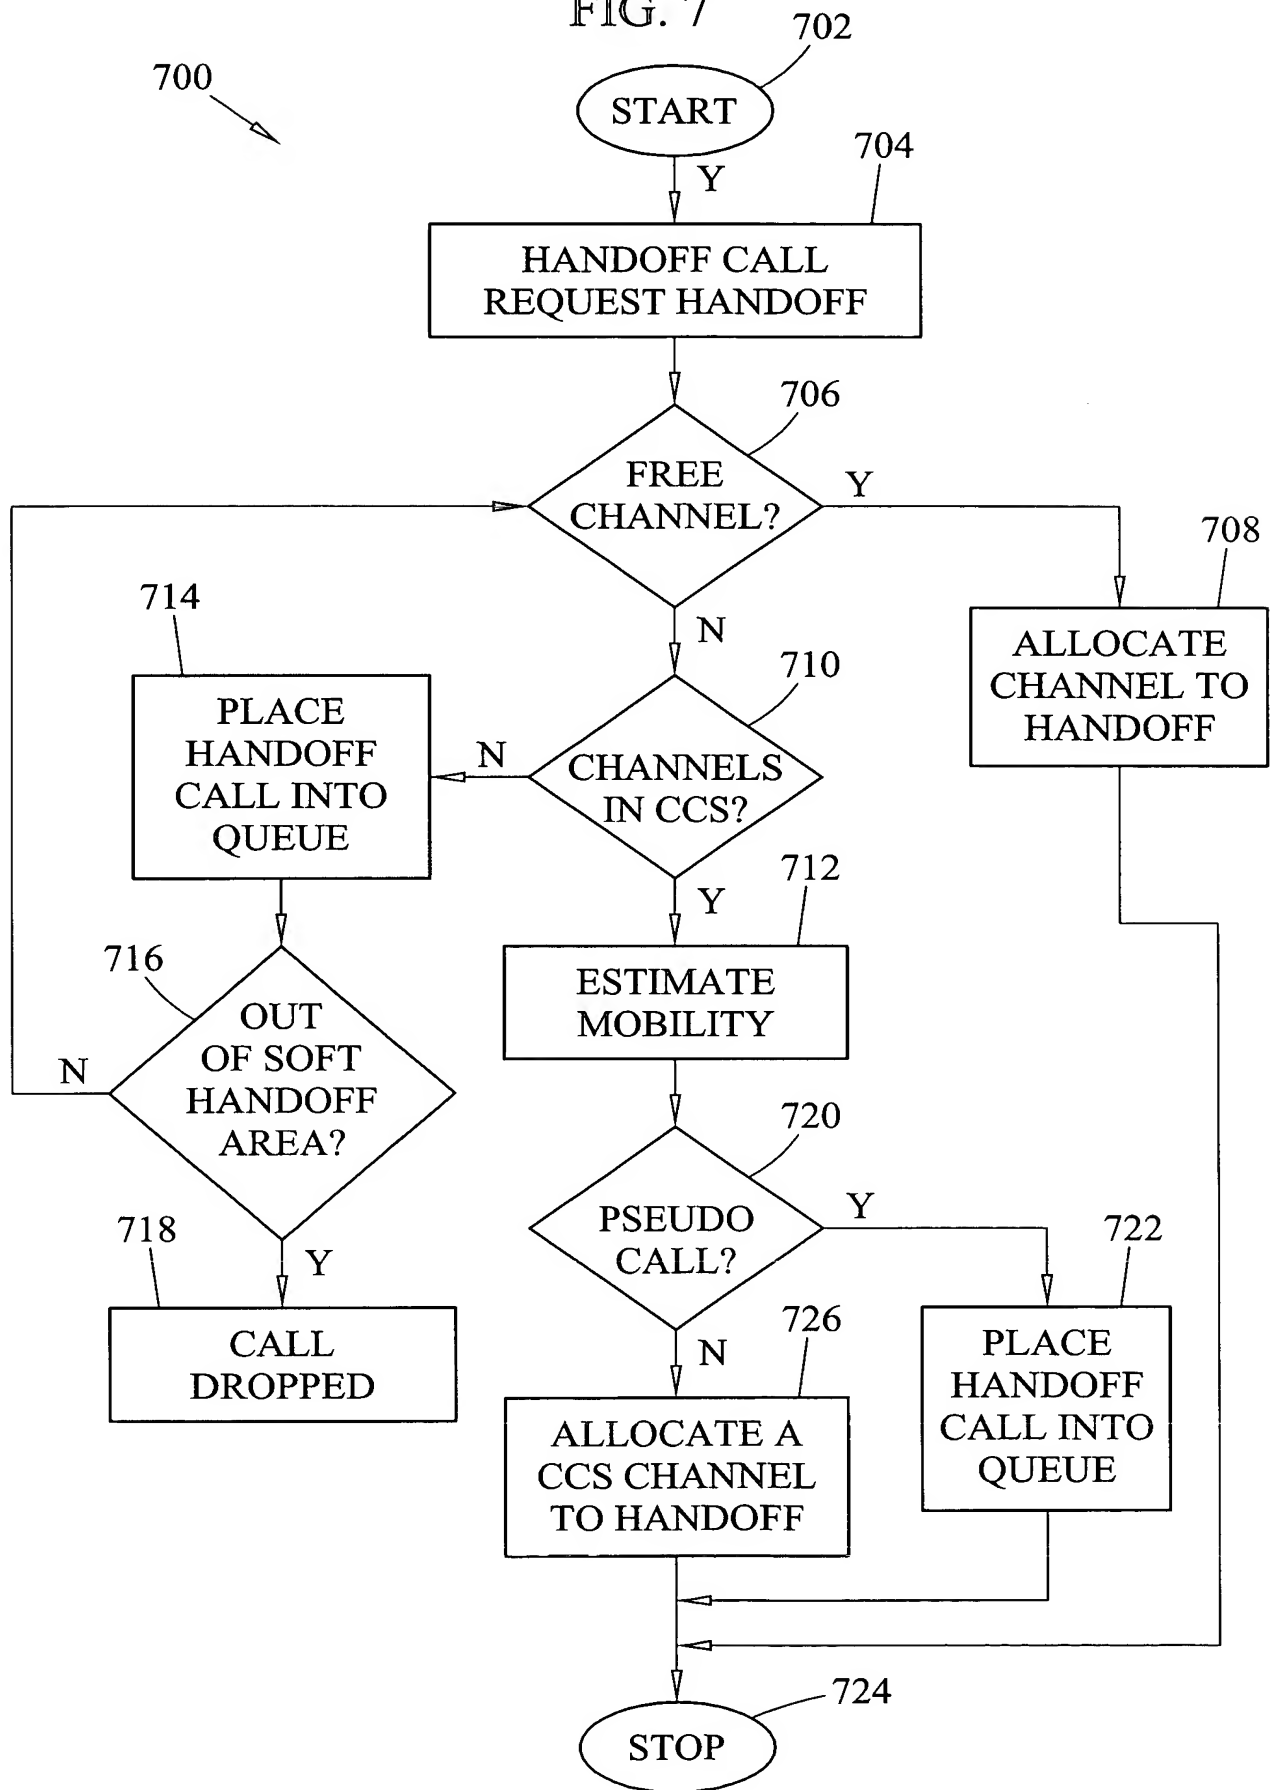 FIG. 7
702
700
START
Y
704
HANDOFF CALL
REQUEST HANDOFF
706
FREE
CHANNEL?
Y
708
ALLOCATE
CHANNEL TO
HANDOFF
N
714
PLACE
HANDOFF
CALL INTO
QUEUE
710
CHANNELS
IN CCS?
N
Y
712
ESTIMATE
MOBILITY
716
OUT
OF SOFT
HANDOFF
AREA?
N
Y
718
CALL
DROPPED
720
PSEUDO
CALL?
Y
722
PLACE
HANDOFF
CALL INTO
QUEUE
N
726
ALLOCATE A
CCS CHANNEL
TO HANDOFF
724
STOP